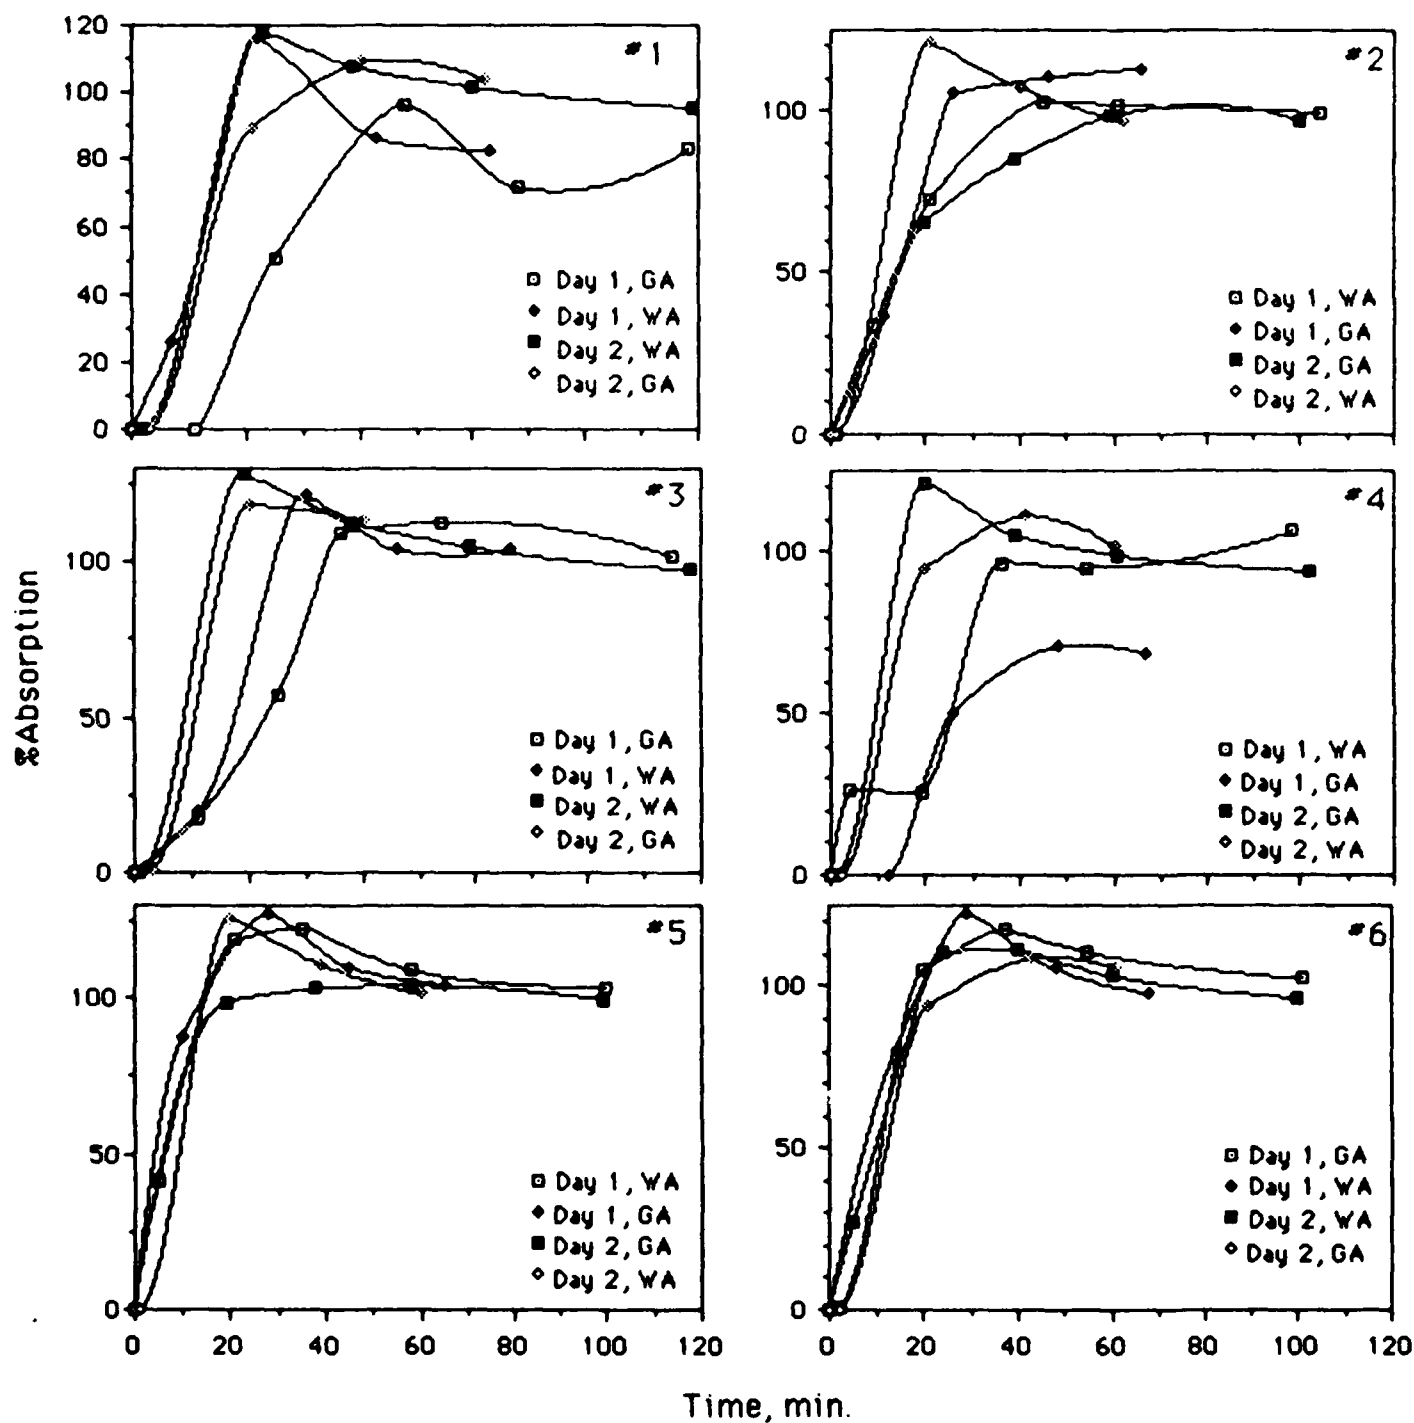 120
100
80
60
40
20
0
#1
Day 1, GA
Day 1, WA
Day 2, WA
Day 2, GA
100
50
0
#2
Day 1, WA
Day 1, GA
Day 2, GA
Day 2, WA
%Absorption
100
50
0
#3
Day 1, GA
Day 1, WA
Day 2, WA
Day 2, GA
100
50
0
#4
Day 1, WA
Day 1, GA
Day 2, GA
Day 2, WA
100
50
0
#5
Day 1, WA
Day 1, GA
Day 2, GA
Day 2, WA
0 20 40 60 80 100 120
100
50
0
#6
Day 1, GA
Day 1, WA
Day 2, WA
Day 2, GA
0 20 40 60 80 100 120
Time, min.